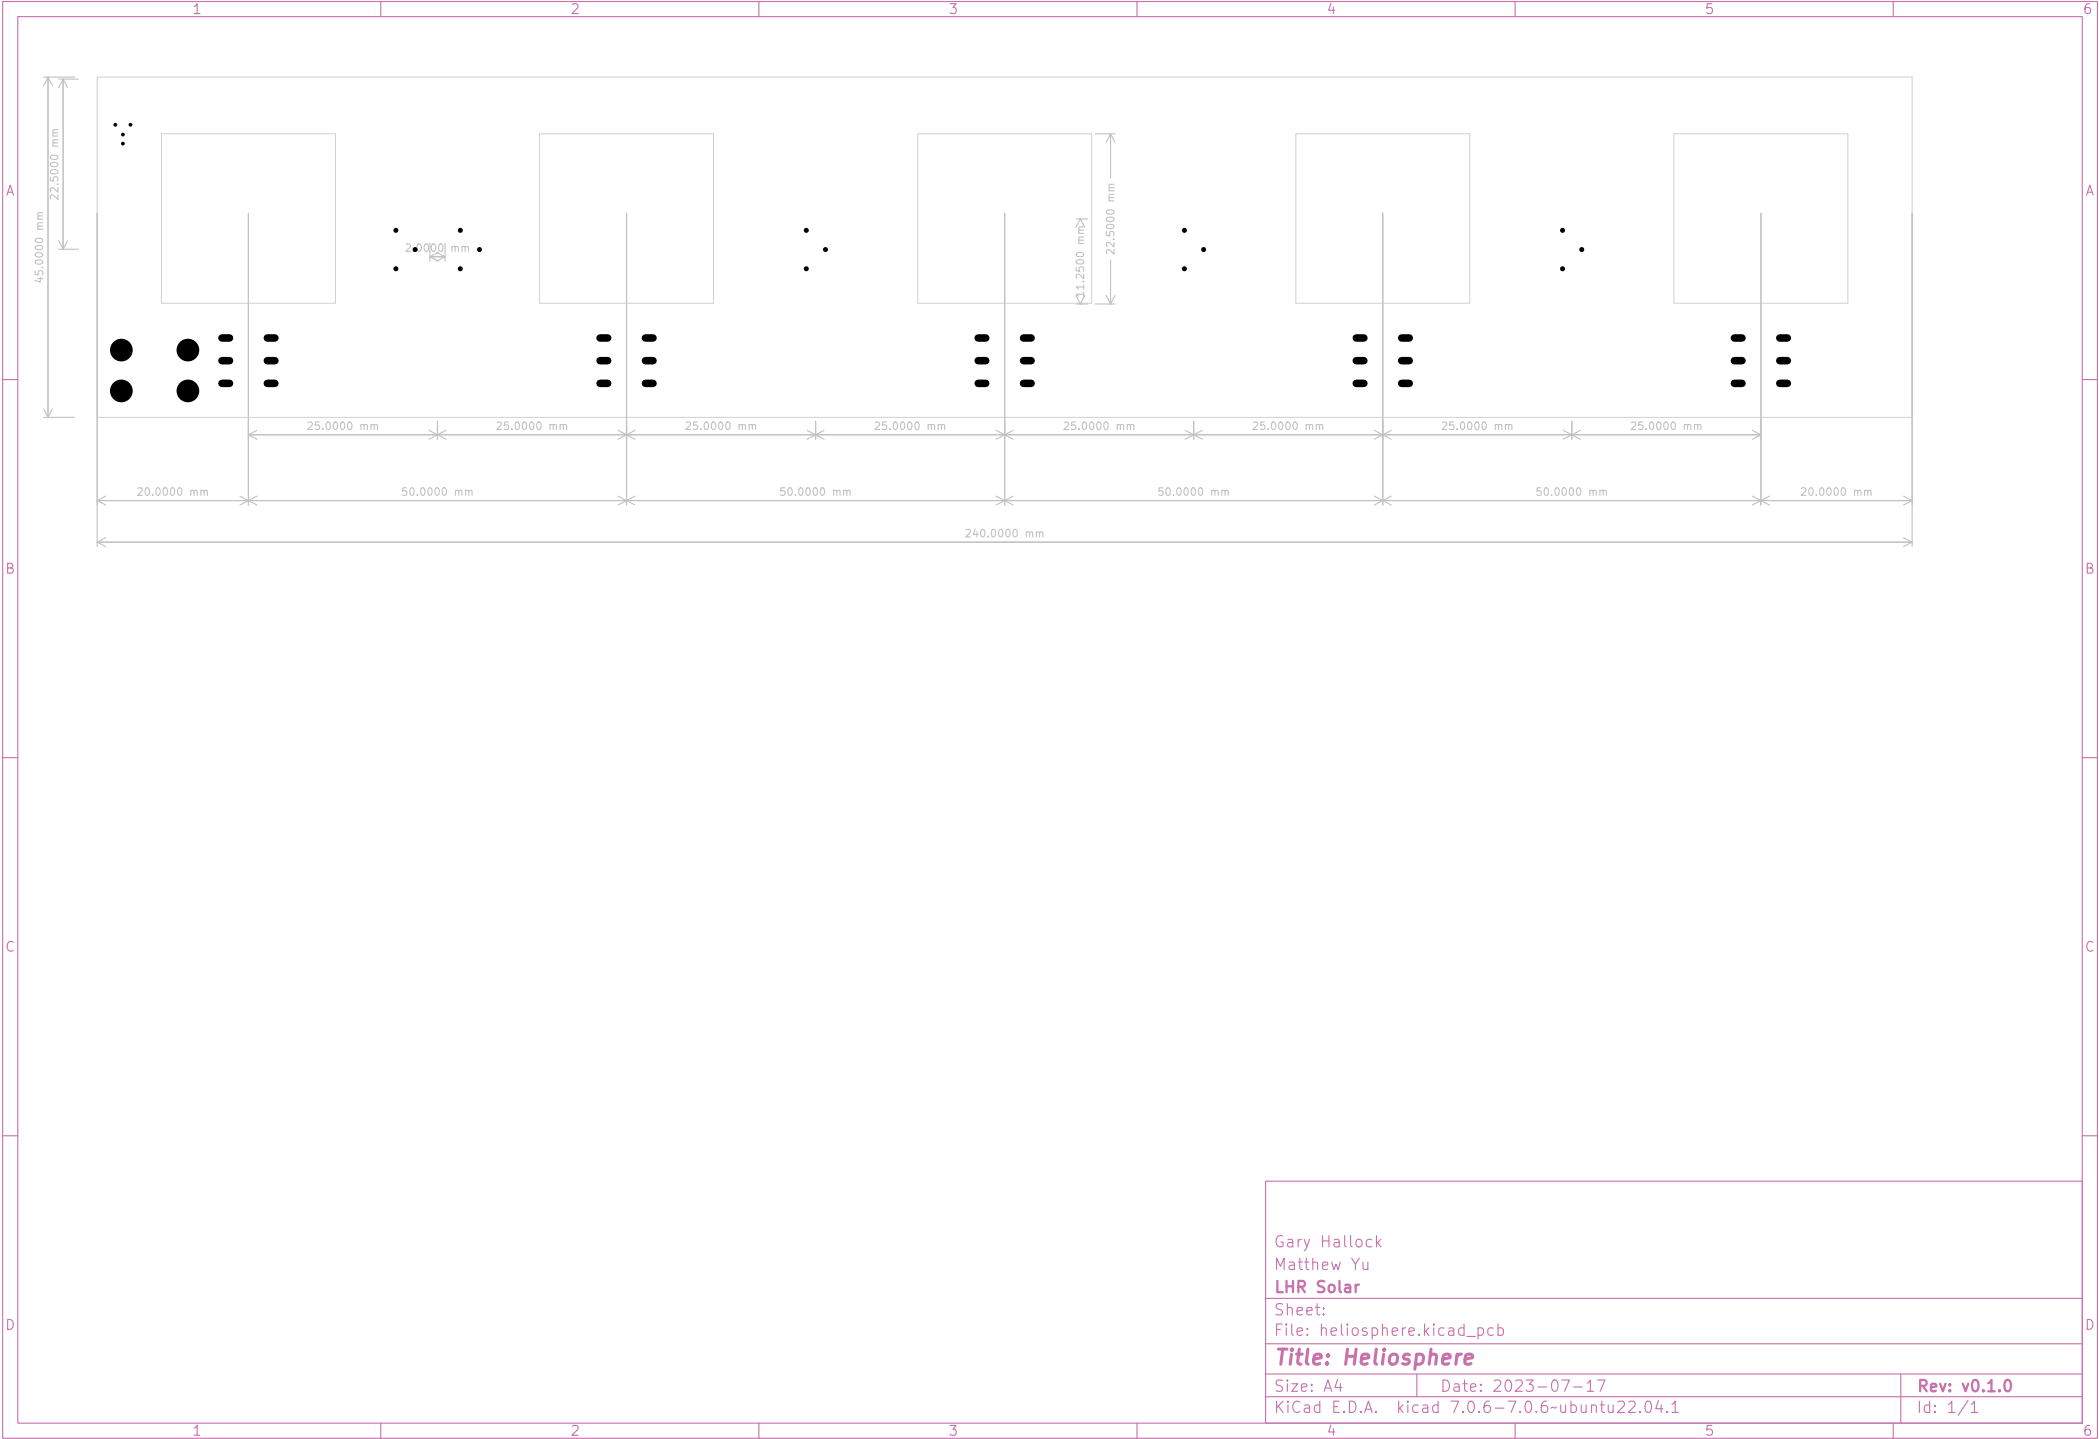 1 2 3 4 5 6
A A
22.5000 mm
45.0000 mm
2.0000 mm
11.2500 mm
22.5000 mm
25.0000 mm 25.0000 mm 25.0000 mm 25.0000 mm 25.0000 mm 25.0000 mm 25.0000 mm 25.0000 mm
20.0000 mm 50.0000 mm 50.0000 mm 50.0000 mm 50.0000 mm 20.0000 mm
240.0000 mm
B B
C C
Gary Hallock
Matthew Yu
LHR Solar
Sheet:
D D
File: heliosphere.kicad_pcb
Title: Heliosphere
Size: A4 Date: 2023-07-17 Rev: v0.1.0
KiCad E.D.A. kicad 7.0.6-7.0.6~ubuntu22.04.1 Id: 1/1
1 2 3 4 5 6